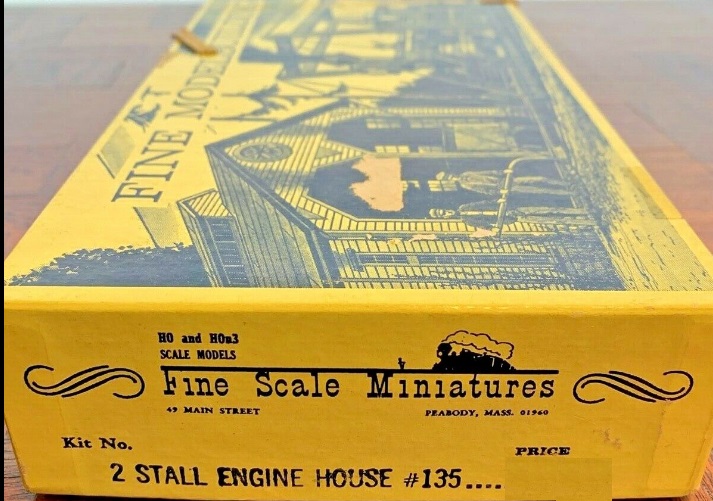 FINE MODELS
HO and HOn3
SCALE MODELS
Fine Scale Miniatures
49 MAIN STREET
PEABODY, MASS. 01960
Kit No.
PRICE
2 STALL ENGINE HOUSE #135....